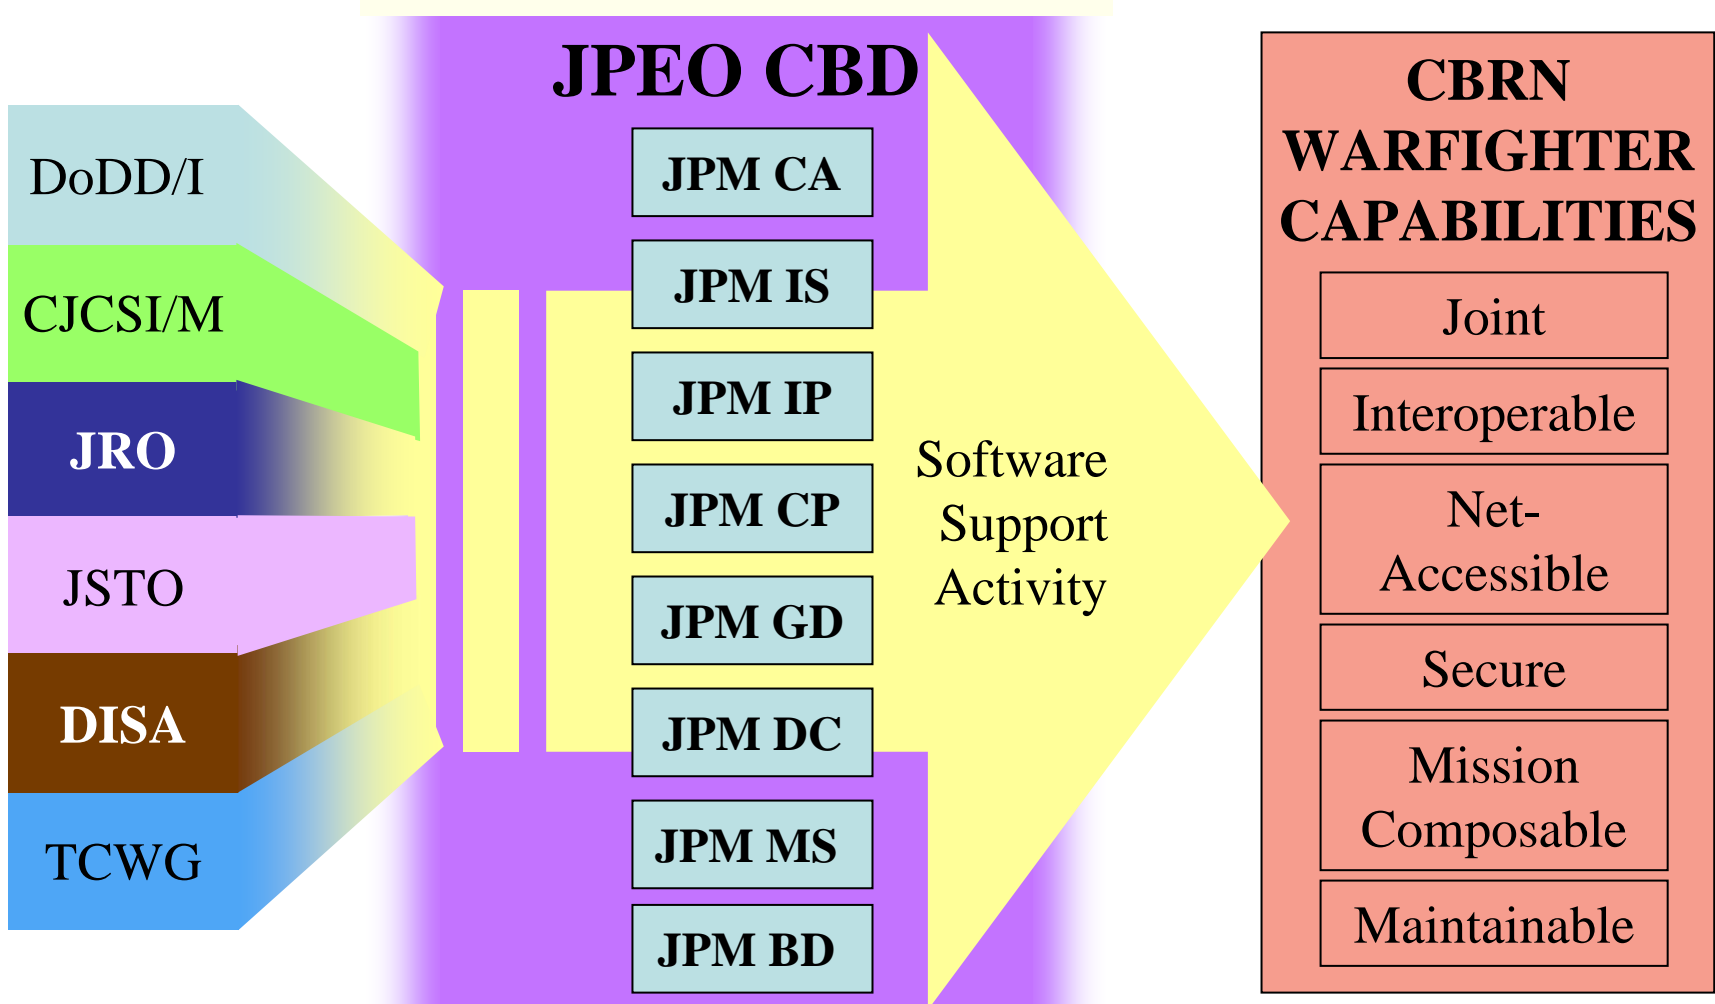 DoDD/I
CJCSI/M
JRO
JSTO
DISA
TCWG
JPEO CBD
JPM CA
JPM IS
JPM IP
JPM CP
JPM GD
JPM DC
JPM MS
JPM BD
Software
Support
Activity
CBRN
WARFIGHTER
CAPABILITIES
Joint
Interoperable
Net-
Accessible
Secure
Mission
Composable
Maintainable